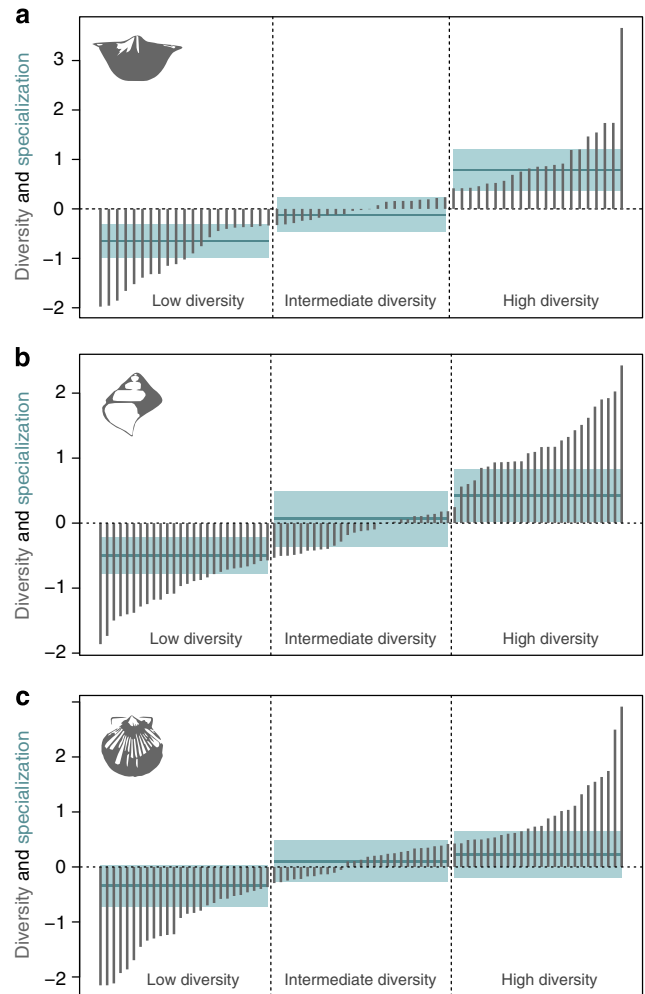 a
Diversity and specialization
3
2
1
0
−1
−2
Low diversity
Intermediate diversity
High diversity
b
Diversity and specialization
2
1
0
−1
−2
Low diversity
Intermediate diversity
High diversity
c
Diversity and specialization
2
1
0
−1
−2
Low diversity
Intermediate diversity
High diversity